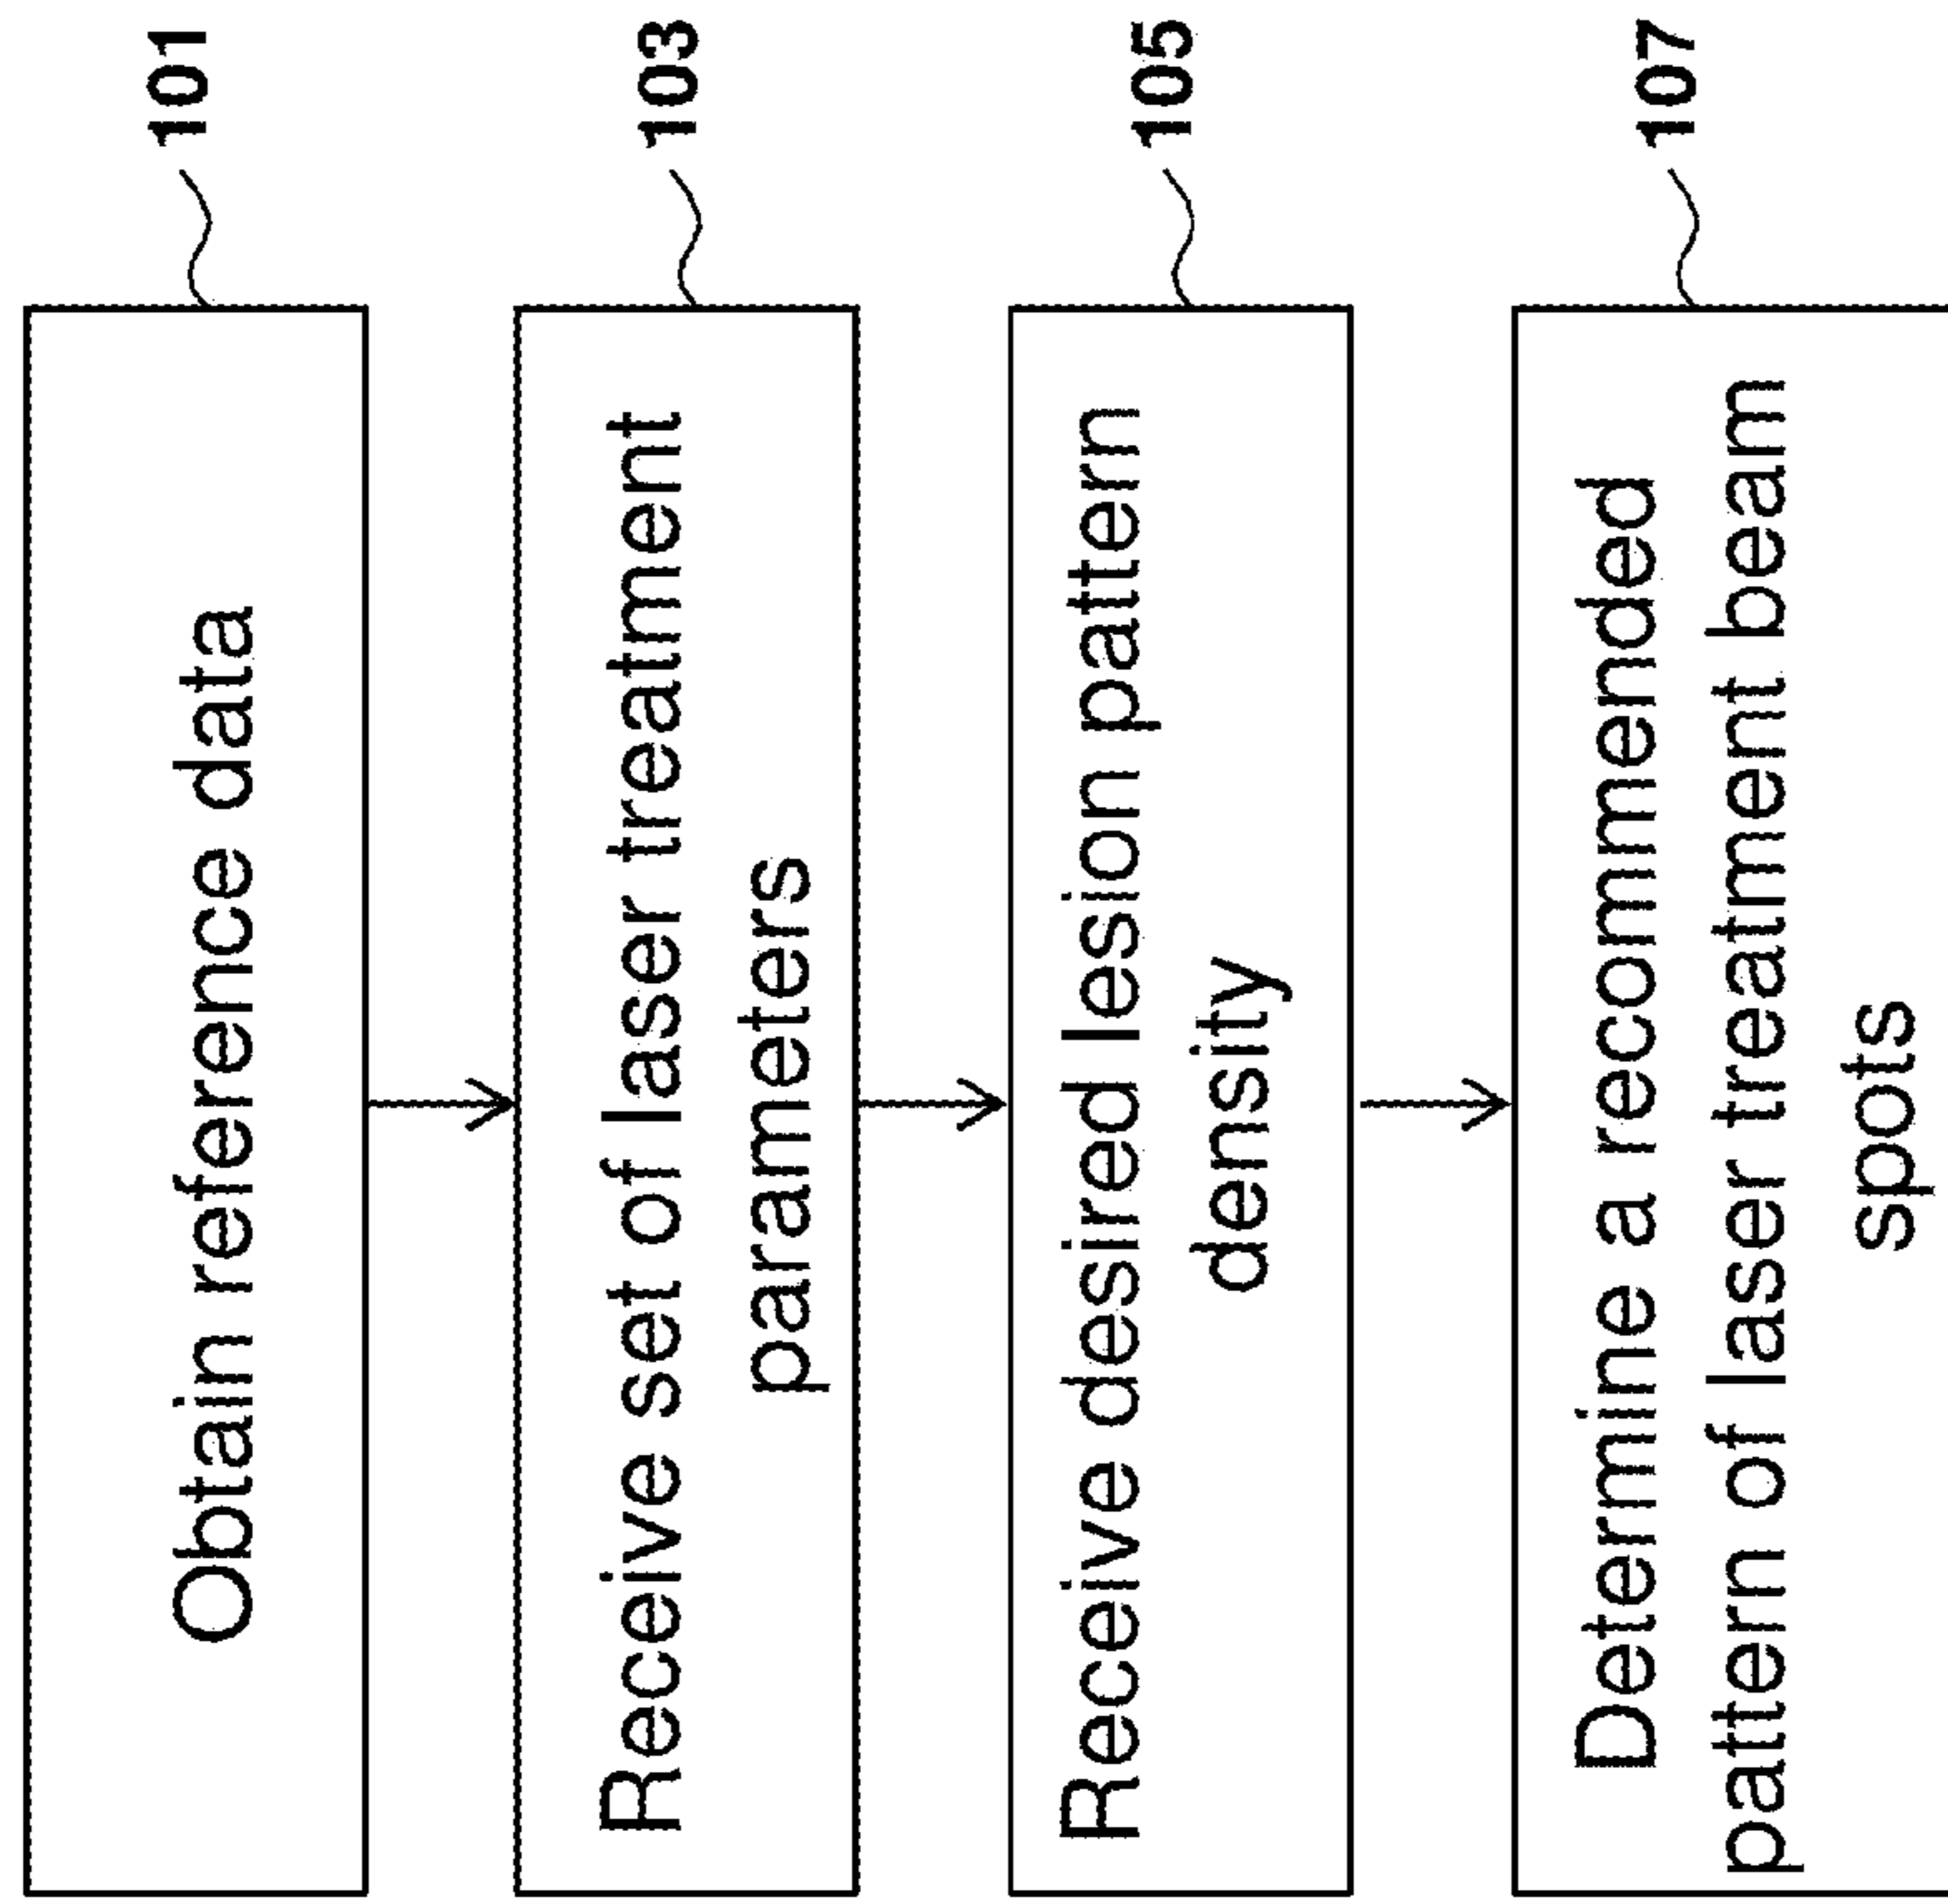 Obtain reference data
101
Receive set of laser treatment
parameters
103
Receive desired lesion pattern
density
105
Determine a recommended
pattern of laser treatment beam
spots
107